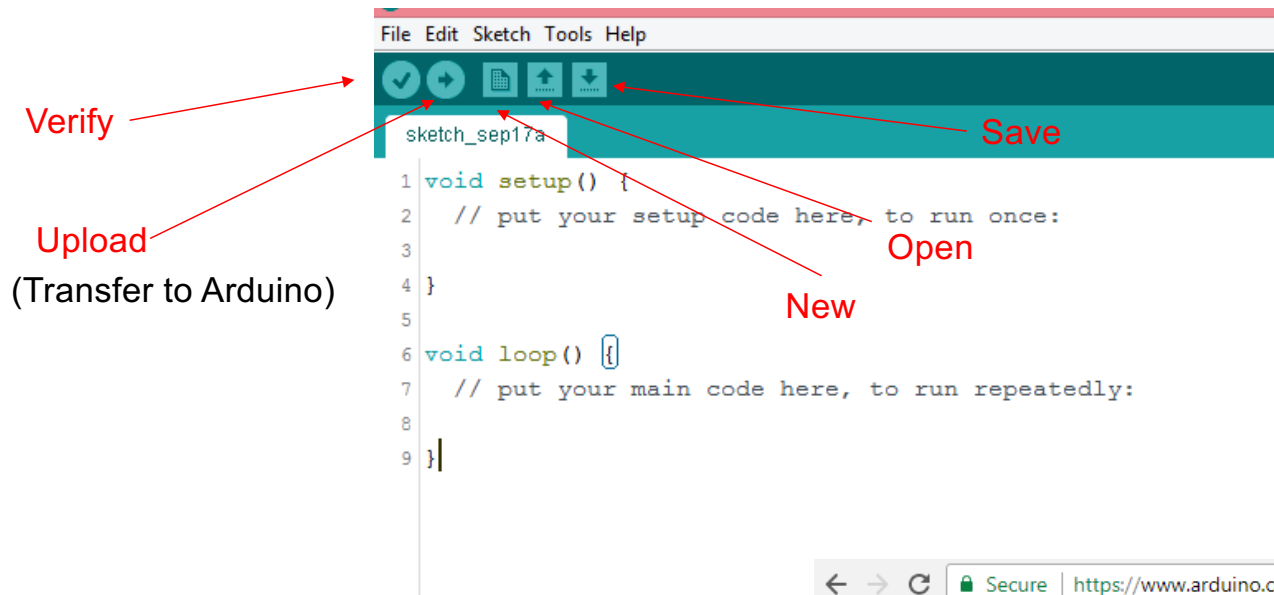 File Edit Sketch Tools Help
Verify
Save
sketch_sep17a
1 void setup() {
2 // put your setup code here, to run once:
Upload
Open
3
(Transfer to Arduino)
4 }
New
5
6 void loop() {
7 // put your main code here, to run repeatedly:
8
9 }
Secure | https://www.arduino.c